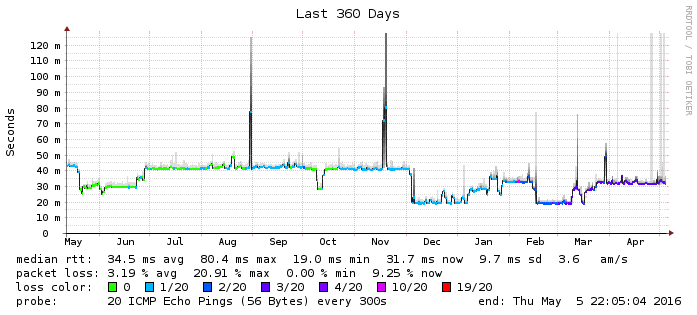 Last 360 Days
RRDTOOL / TOBI OETIKER
Seconds
120 m
110 m
100 m
90 m
80 m
70 m
60 m
50 m
40 m
30 m
20 m
10 m
0
May Jun Jul Aug Sep Oct Nov Dec Jan Feb Mar Apr
median rtt: 34.5 ms avg 80.4 ms max 19.0 ms min 31.7 ms now 9.7 ms sd 3.6 am/s
packet loss: 3.19 % avg 20.91 % max 0.00 % min 9.25 % now
loss color: 0 1/20 2/20 3/20 4/20 10/20 19/20
probe: 20 ICMP Echo Pings (56 Bytes) every 300s end: Thu May 5 22:05:04 2016